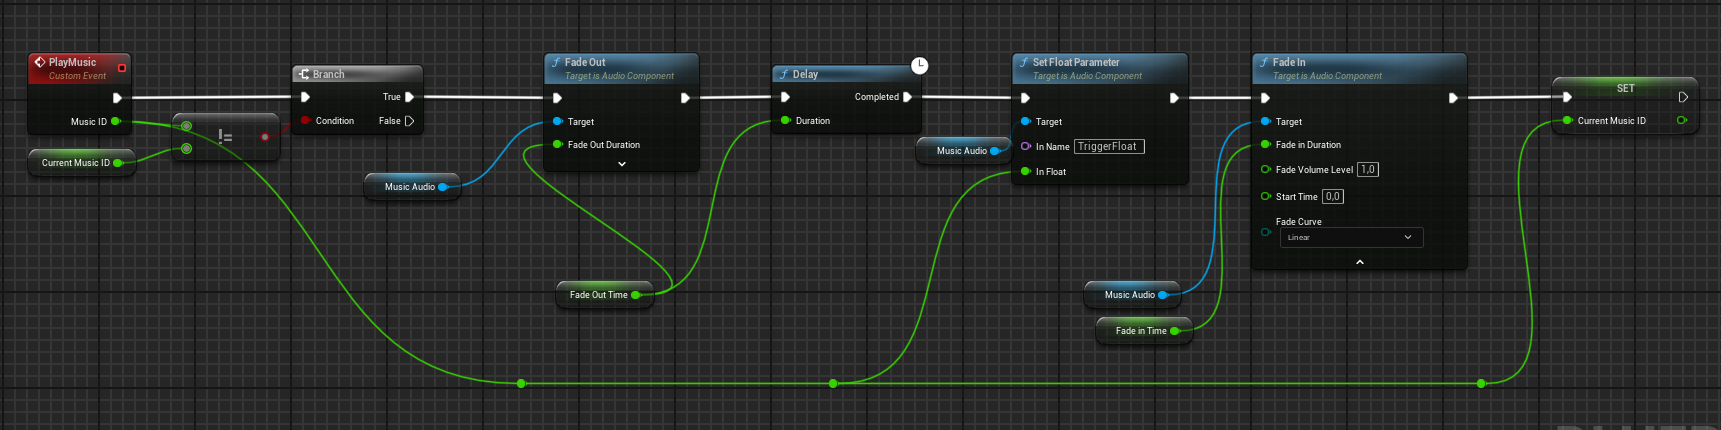 PlayMusic
Custom Event
Music ID
Current Music ID
!=
Branch
True
Condition
False
Music Audio
Fade Out
Target is Audio Component
Target
Fade Out Duration
Fade Out Time
Delay
Completed
Duration
Music Audio
Set Float Parameter
Target is Audio Component
Target
In Name TriggerFloat
In Float
Music Audio
Fade in Time
Fade In
Target is Audio Component
Target
Fade in Duration
Fade Volume Level 1,0
Start Time 0,0
Fade Curve
Linear
SET
Current Music ID